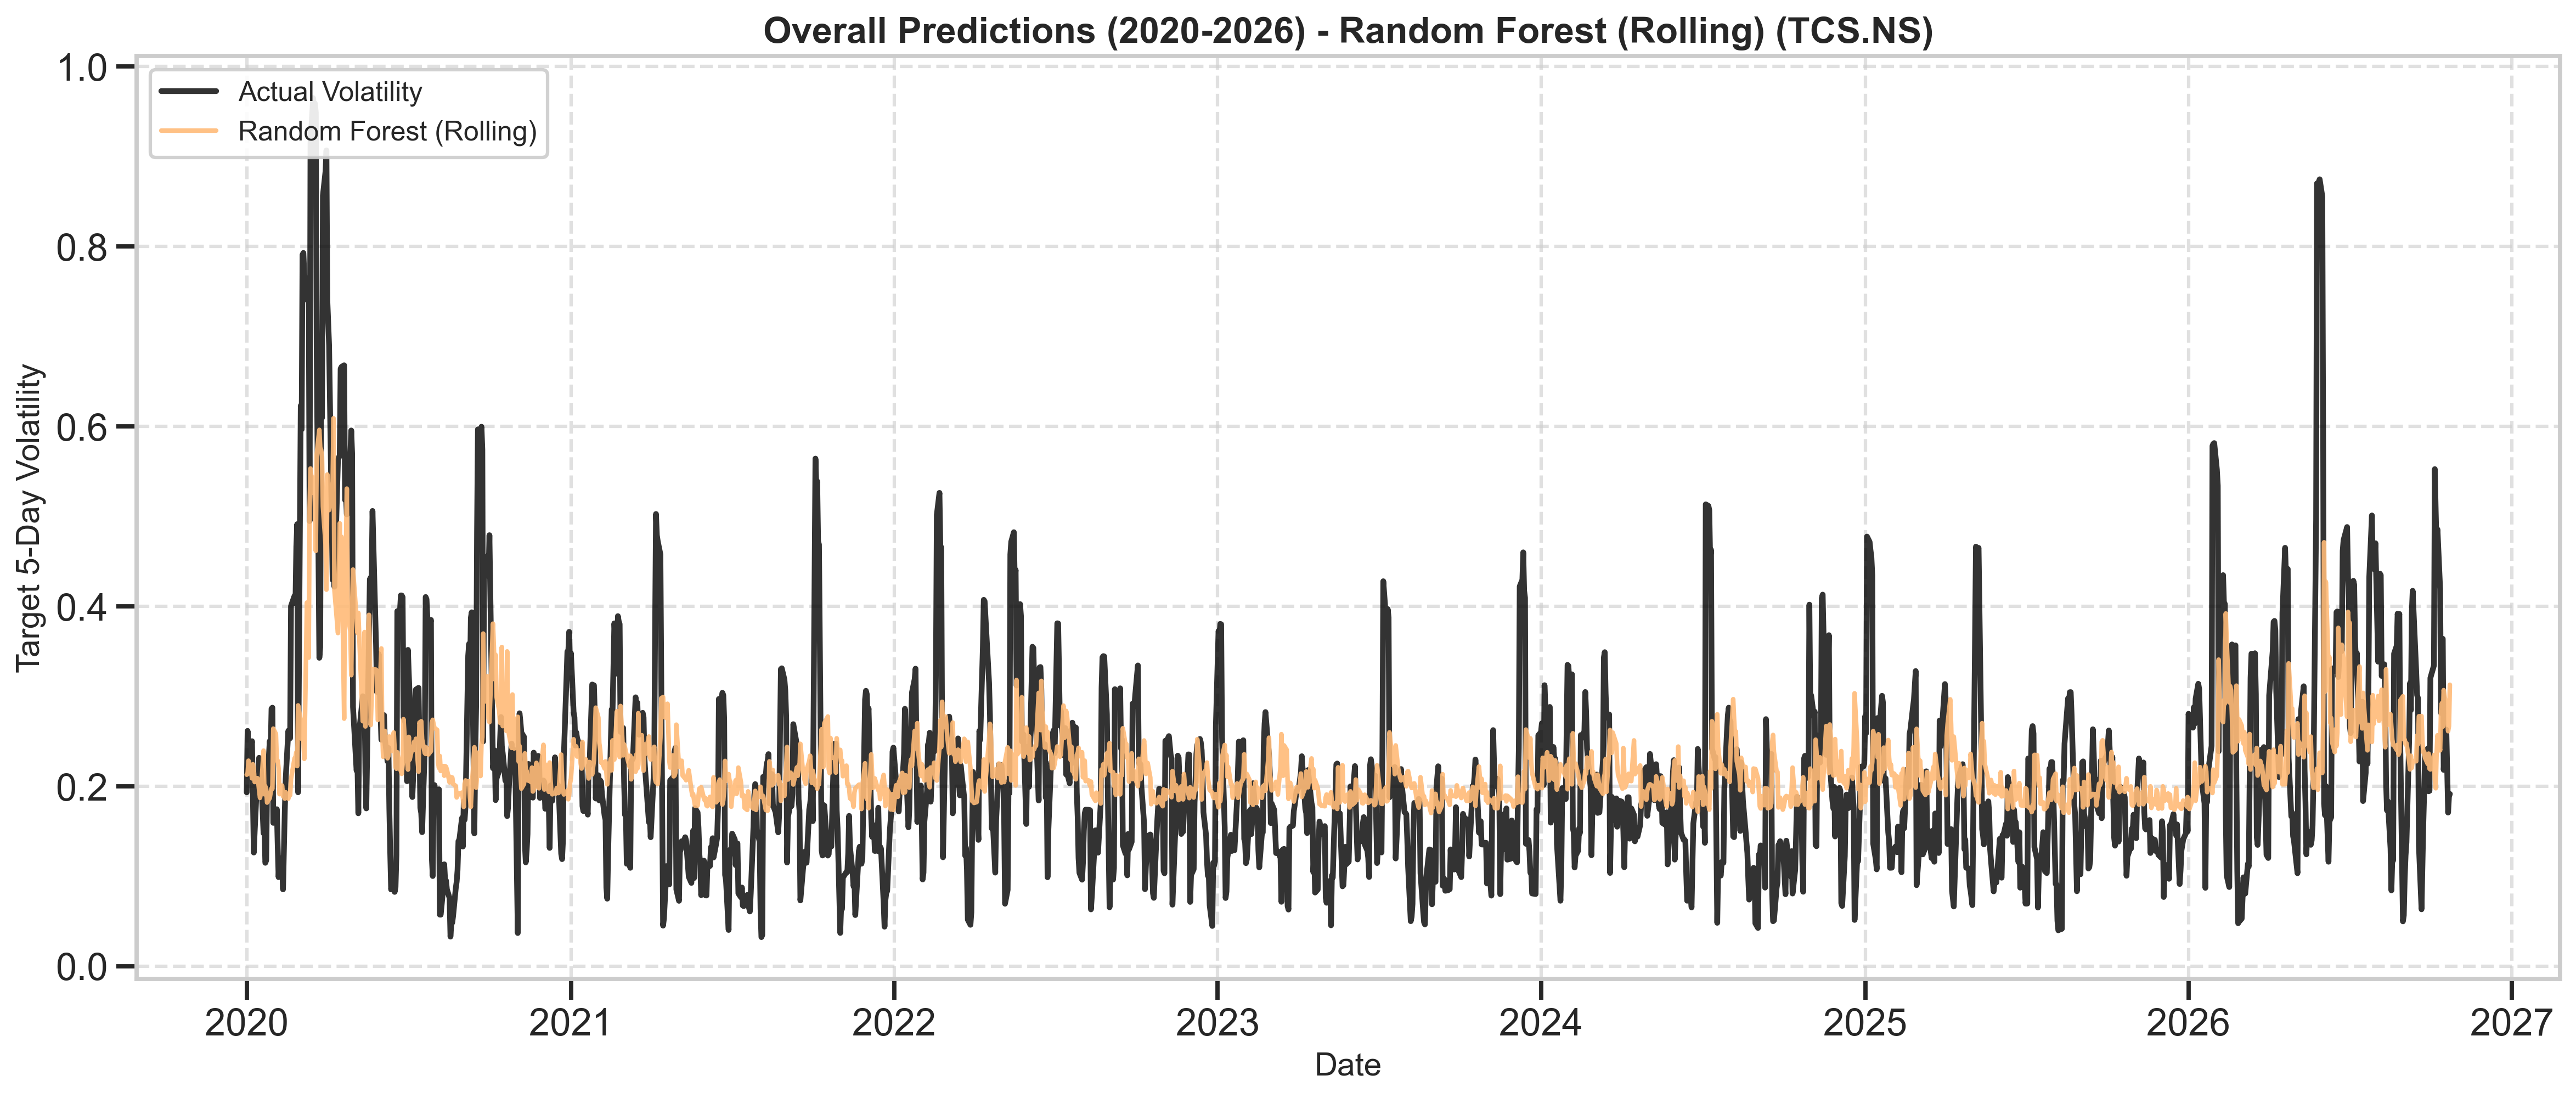 Overall Predictions (2020-2026) - Random Forest (Rolling) (TCS.NS)
Actual Volatility
Random Forest (Rolling)
Target 5-Day Volatility
1.0
0.8
0.6
0.4
0.2
0.0
2020 2021 2022 2023 2024 2025 2026 2027
Date